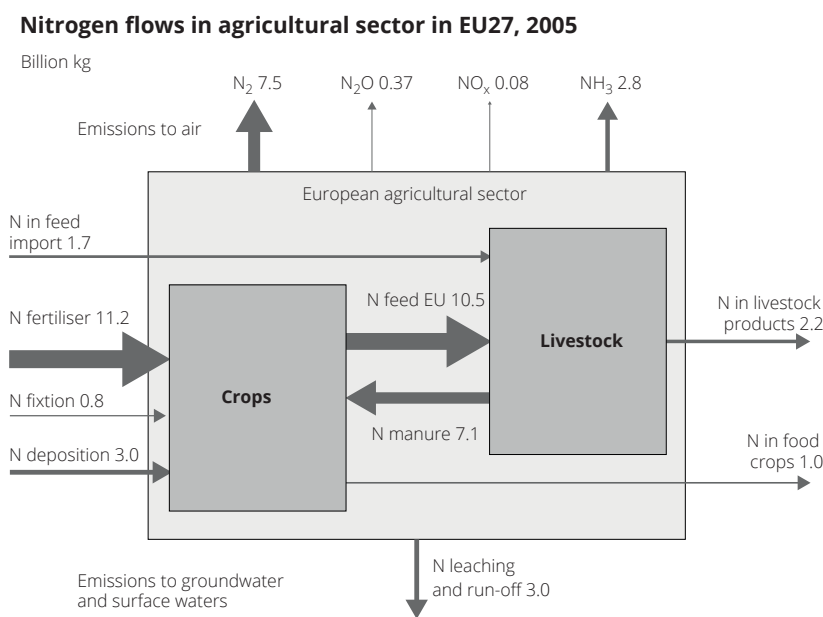 Nitrogen flows in agricultural sector in EU27, 2005
Billion kg
N₂ 7.5
N₂O 0.37
NOₓ 0.08
NH₃ 2.8
Emissions to air
European agricultural sector
N in feed
import 1.7
N fertiliser 11.2
N feed EU 10.5
N in livestock
products 2.2
Livestock
Crops
N fixtion 0.8
N manure 7.1
N deposition 3.0
N in food
crops 1.0
N leaching
and run-off 3.0
Emissions to groundwater
and surface waters